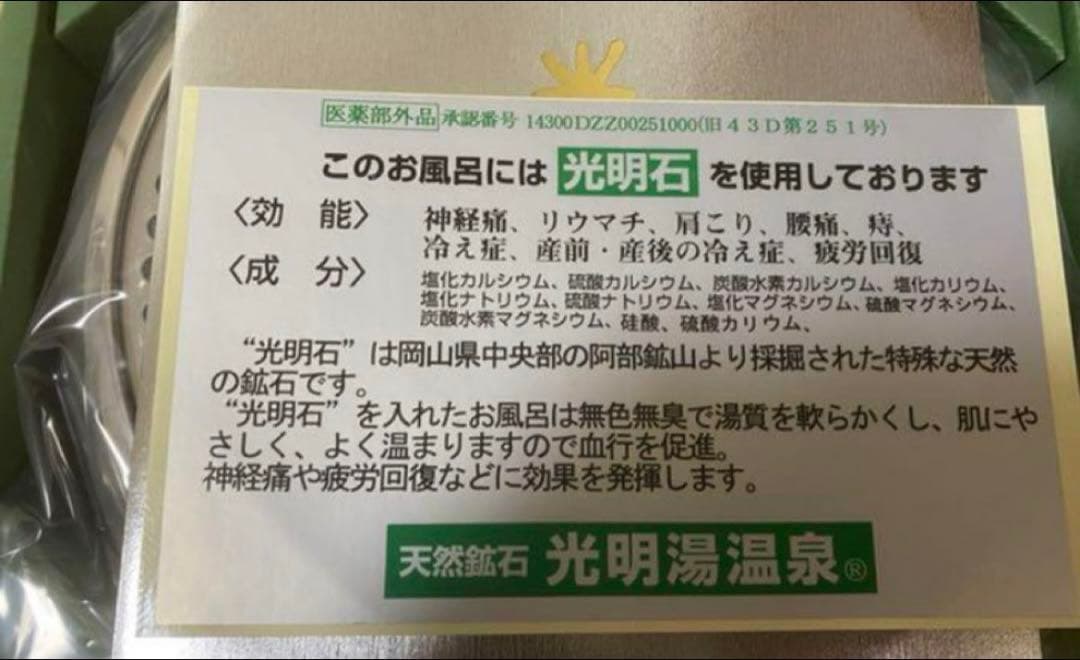 医薬部外品 承認番号 14300DZZ00251000(旧43D第251号)
このお風呂には 光明石 を使用しております
〈効 能〉 神経痛、リウマチ、肩こり、腰痛、痔、
冷え症、産前・産後の冷え症、疲労回復
〈成 分〉 塩化カルシウム、硫酸カルシウム、炭酸水素カルシウム、塩化カリウム、
塩化ナトリウム、硫酸ナトリウム、塩化マグネシウム、硫酸マグネシウム、
炭酸水素マグネシウム、硅酸、硫酸カリウム、
“光明石”は岡山県中央部の阿部鉱山より採掘された特殊な天然
の鉱石です。
“光明石”を入れたお風呂は無色無臭で湯質を軟らかくし、肌にや
さしく、よく温まりますので血行を促進。
神経痛や疲労回復などに効果を発揮します。
天然鉱石 光明湯温泉®